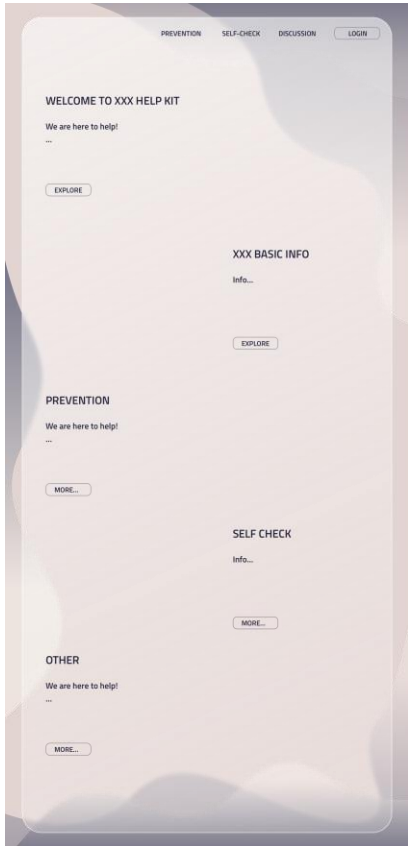 PREVENTION SELF-CHECK DISCUSSION LOGIN
WELCOME TO XXX HELP KIT
We are here to help!
...
EXPLORE
XXX BASIC INFO
Info...
EXPLORE
PREVENTION
We are here to help!
...
MORE...
SELF CHECK
Info...
MORE...
OTHER
We are here to help!
...
MORE...